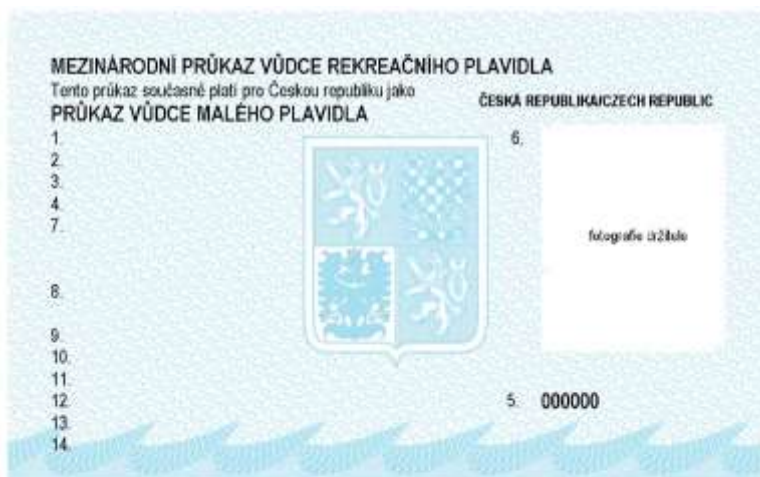 MEZINÁRODNÍ PRŮKAZ VŮDCE REKREAČNÍHO PLAVIDLA
Tento průkaz současně platí pro Českou republiku jako
PRŮKAZ VŮDCE MALÉHO PLAVIDLA
ČESKÁ REPUBLIKA/CZECH REPUBLIC
1.
2.
3.
4.
7.
8.
9.
10.
11.
12.
13.
14.
6.
fotografie držitele
5. 000000